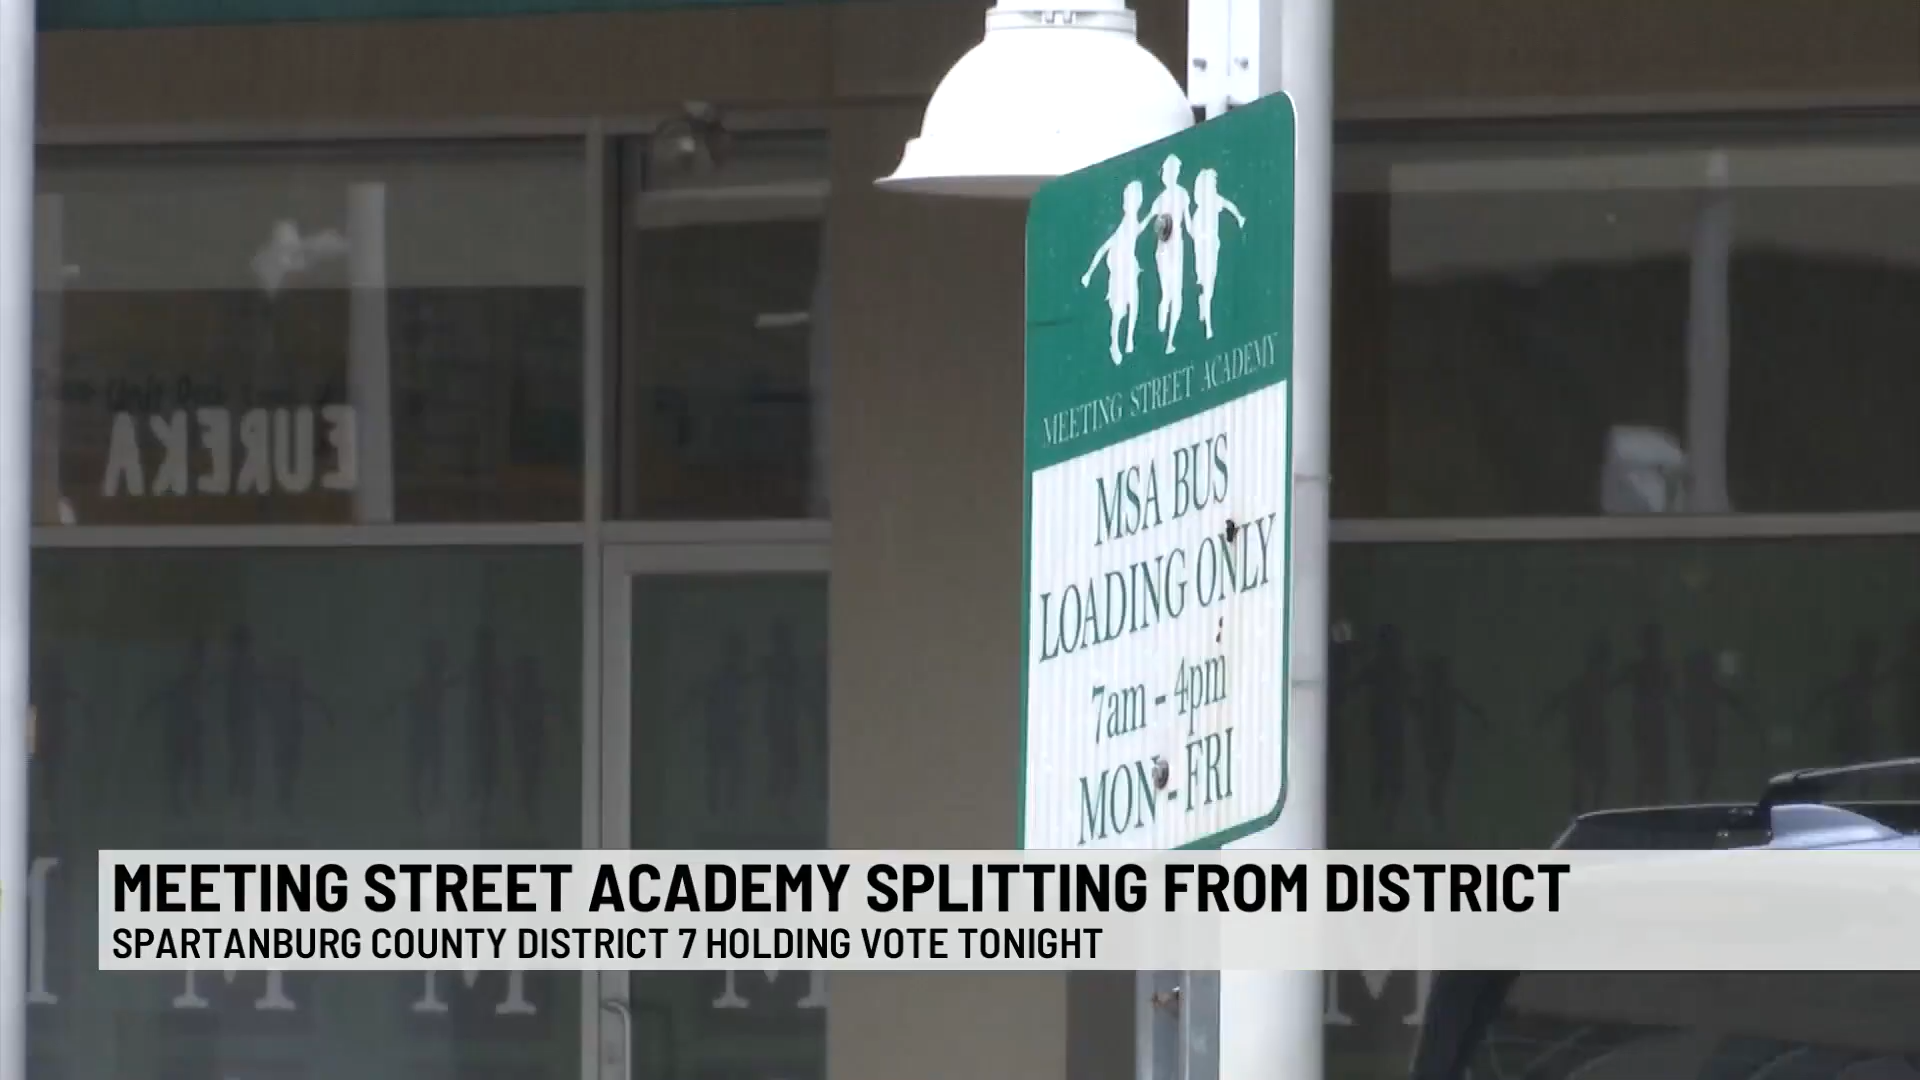 EUREKA
MEETING STREET ACADEMY
MSA BUS
LOADING ONLY
7am - 4pm
MON - FRI
MEETING STREET ACADEMY SPLITTING FROM DISTRICT
SPARTANBURG COUNTY DISTRICT 7 HOLDING VOTE TONIGHT
M
M
M
M